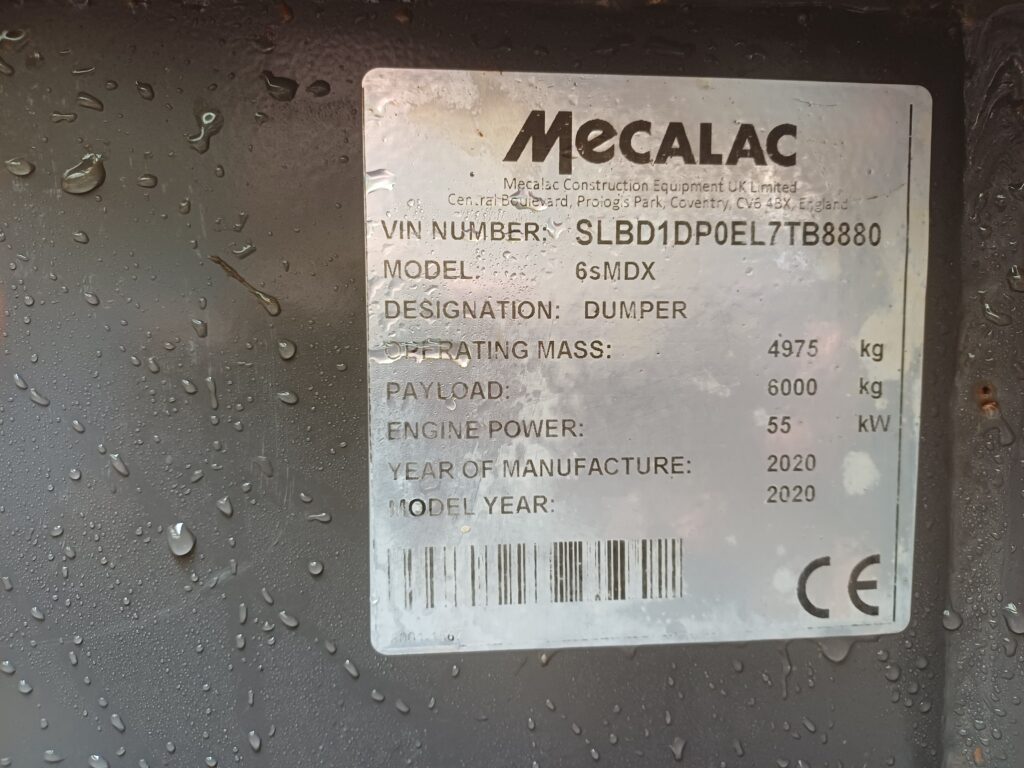 MeCALAC
Mecalac Construction Equipment UK Limited
Central Boulevard, Prologis Park, Coventry, CV6 4BX, England
VIN NUMBER: SLBD1DP0EL7TB8880
MODEL: 6sMDX
DESIGNATION: DUMPER
OPERATING MASS: 4975 kg
PAYLOAD: 6000 kg
ENGINE POWER: 55 kW
YEAR OF MANUFACTURE: 2020
MODEL YEAR: 2020
CE